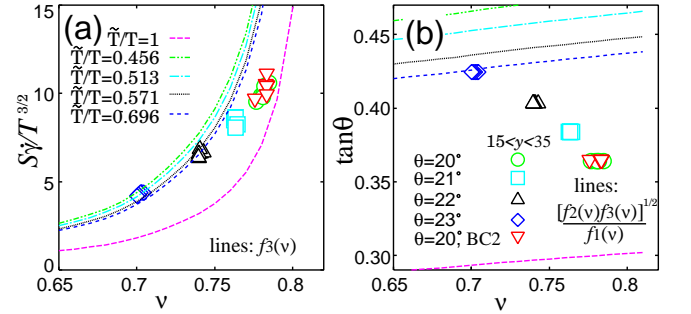 (a)
T̃/T=1
T̃/T=0.456
T̃/T=0.513
T̃/T=0.571
T̃/T=0.696
lines: f3(ν)
Sγ̇/T 3/2
15
10
5
0
0.65 0.7 0.75 0.8
ν
(b)
15<y<35
θ=20°
θ=21°
θ=22°
θ=23°
θ=20°, BC2
lines:
[f2(ν)f3(ν)]1/2
f1(ν)
tanθ
0.45
0.40
0.35
0.30
0.65 0.7 0.75 0.8
ν